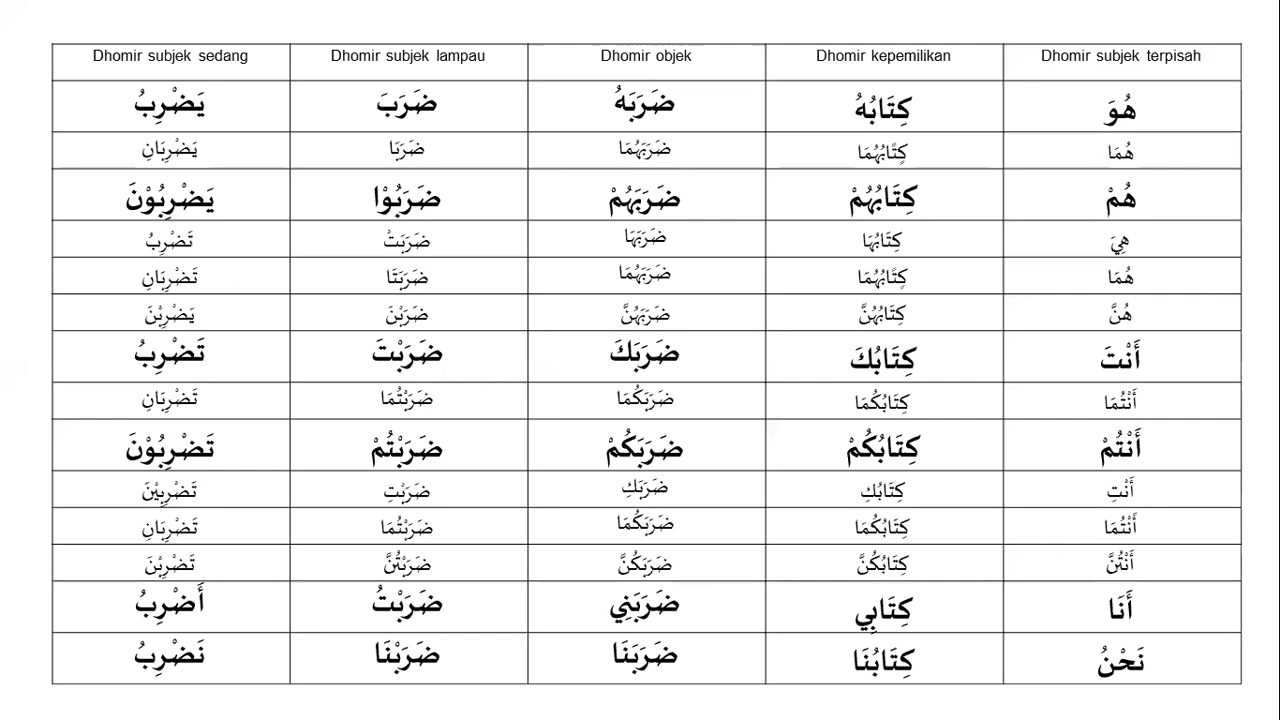 Dhomir subjek sedang Dhomir subjek lampau Dhomir objek Dhomir kepemilikan Dhomir subjek terpisah
يَضْرِبُ ضَرَبَ ضَرَبَهُ كِتَابُهُ هُوَ
يَضْرِبَانِ ضَرَبَا ضَرَبَهُمَا كِتَابُهُمَا هُمَا
يَضْرِبُوْنَ ضَرَبُوْا ضَرَبَهُمْ كِتَابُهُمْ هُمْ
تَضْرِبُ ضَرَبَتْ ضَرَبَهَا كِتَابُهَا هِيَ
تَضْرِبَانِ ضَرَبَتَا ضَرَبَهُمَا كِتَابُهُمَا هُمَا
يَضْرِبْنَ ضَرَبْنَ ضَرَبَهُنَّ كِتَابُهُنَّ هُنَّ
تَضْرِبُ ضَرَبْتَ ضَرَبَكَ كِتَابُكَ أَنْتَ
تَضْرِبَانِ ضَرَبْتُمَا ضَرَبَكُمَا كِتَابُكُمَا أَنْتُمَا
تَضْرِبُوْنَ ضَرَبْتُمْ ضَرَبَكُمْ كِتَابُكُمْ أَنْتُمْ
تَضْرِبِيْنَ ضَرَبْتِ ضَرَبَكِ كِتَابُكِ أَنْتِ
تَضْرِبَانِ ضَرَبْتُمَا ضَرَبَكُمَا كِتَابُكُمَا أَنْتُمَا
تَضْرِبْنَ ضَرَبْتُنَّ ضَرَبَكُنَّ كِتَابُكُنَّ أَنْتُنَّ
أَضْرِبُ ضَرَبْتُ ضَرَبَنِي كِتَابِي أَنَا
نَضْرِبُ ضَرَبْنَا ضَرَبَنَا كِتَابُنَا نَحْنُ